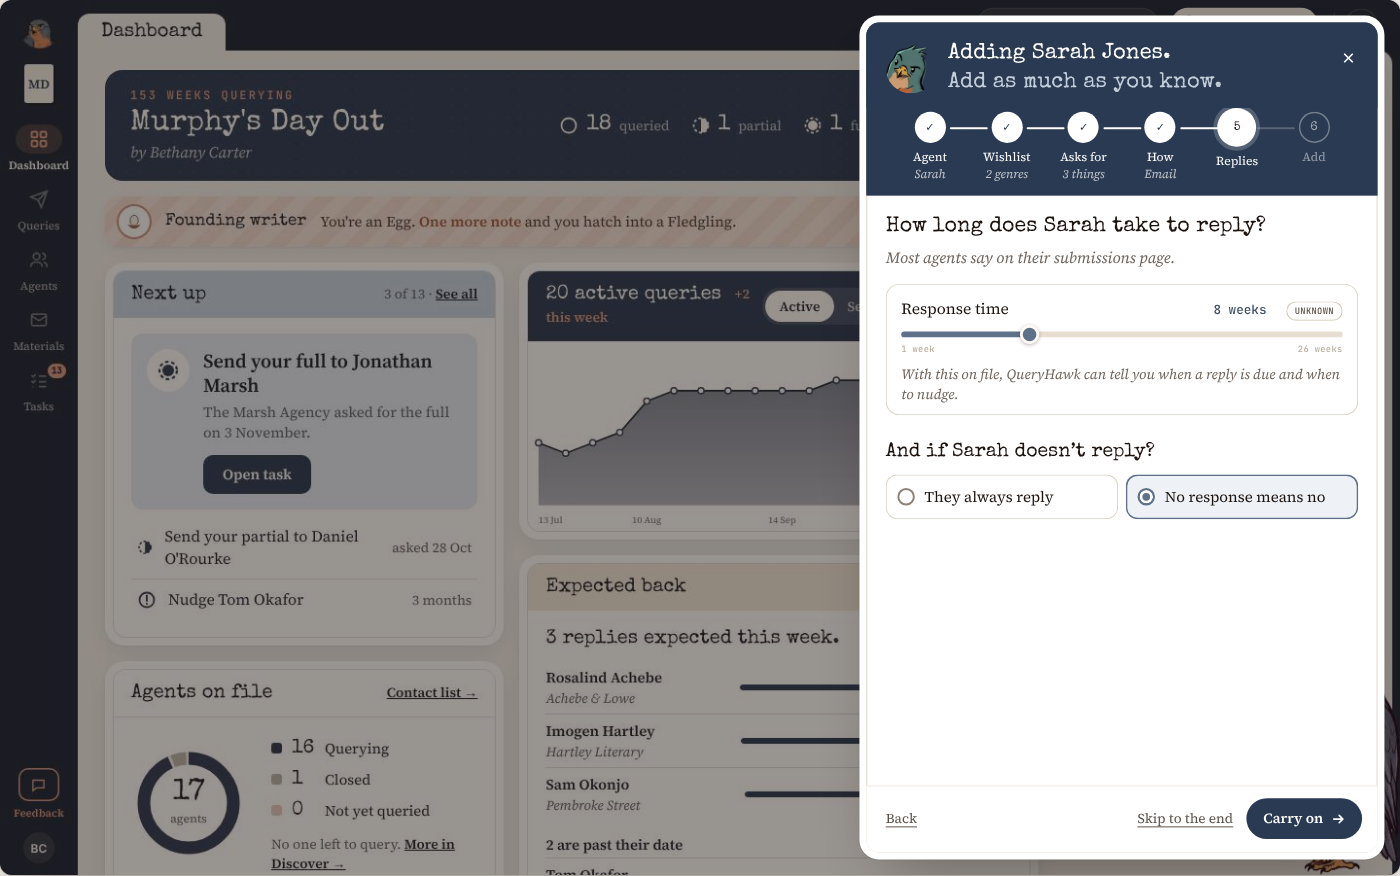 Dashboard
MD
Dashboard
Queries
Agents
Materials
13
Tasks
Feedback
BC
153 WEEKS QUERYING
Murphy's Day Out
by Bethany Carter
18 queried
1 partial
1
Founding writer You're an Egg. One more note and you hatch into a Fledgling.
Next up
3 of 13 · See all
Send your full to Jonathan
Marsh
The Marsh Agency asked for the full
on 3 November.
Open task
Send your partial to Daniel
O'Rourke
asked 28 Oct
Nudge Tom Okafor
3 months
Agents on file
Contact list →
17
agents
16 Querying
1 Closed
0 Not yet queried
No one left to query. More in
Discover →
20 active queries +2
this week
Active
Se
13 Jul
10 Aug
14 Sep
Expected back
3 replies expected this week.
Rosalind Achebe
Achebe & Lowe
Imogen Hartley
Hartley Literary
Sam Okonjo
Pembroke Street
2 are past their date
Tom Okafor
Adding Sarah Jones.
Add as much as you know.
×
✓
✓
✓
✓
5
6
Agent
Wishlist
Asks for
How
Replies
Add
Sarah
2 genres
3 things
Email
How long does Sarah take to reply?
Most agents say on their submissions page.
Response time
8 weeks
UNKNOWN
1 week
26 weeks
With this on file, QueryHawk can tell you when a reply is due and when
to nudge.
And if Sarah doesn’t reply?
They always reply
No response means no
Back
Skip to the end
Carry on →